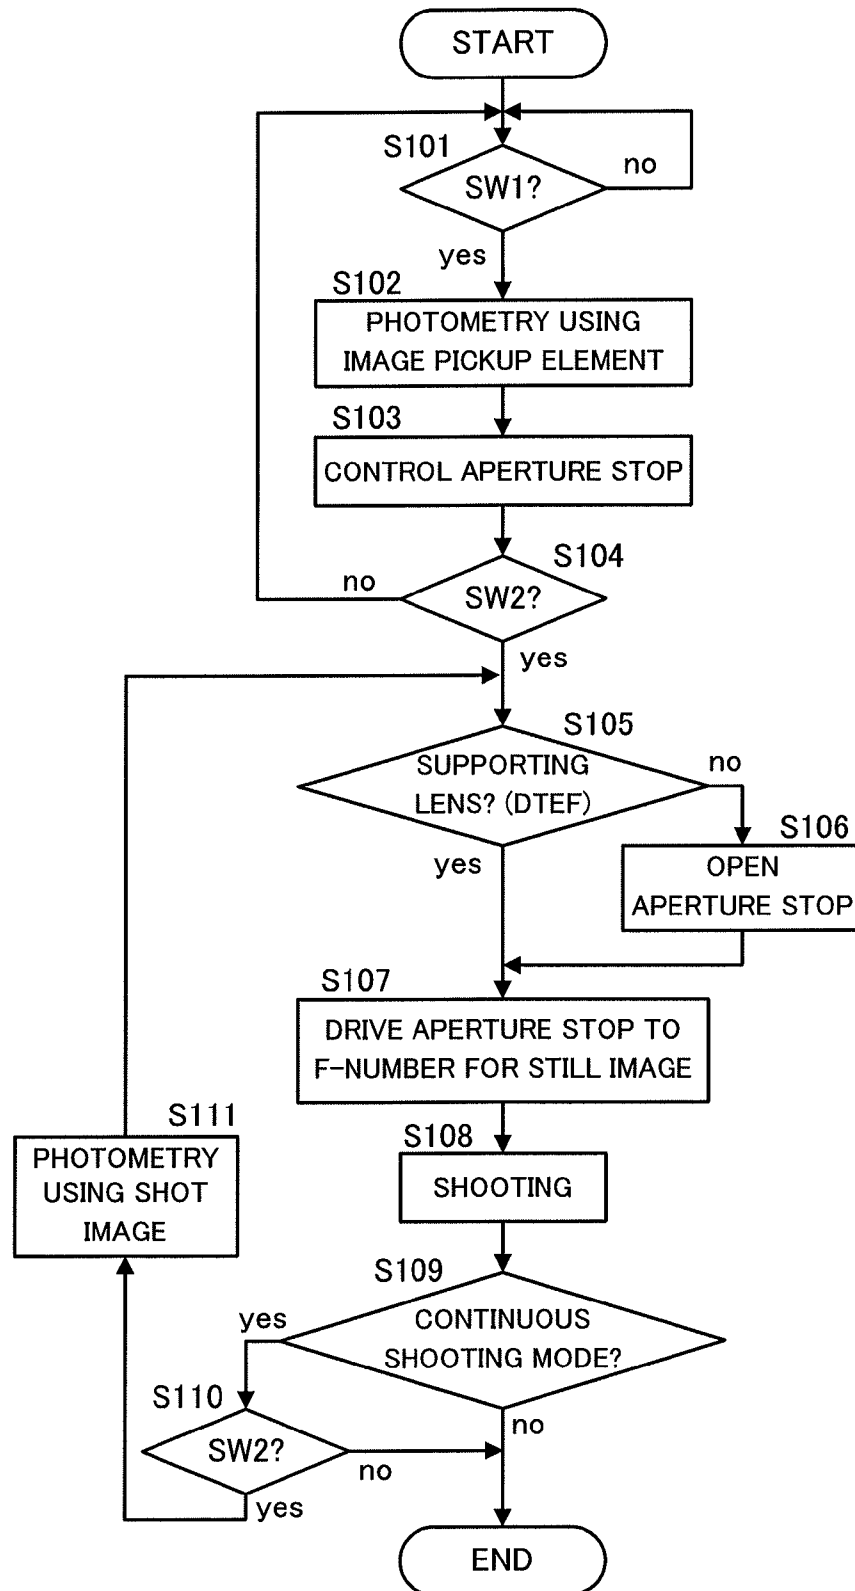 START
S101
SW1?
no
yes
S102
PHOTOMETRY USING
IMAGE PICKUP ELEMENT
S103
CONTROL APERTURE STOP
S104
no
SW2?
yes
S105
SUPPORTING
LENS? (DTEF)
no
yes
S106
OPEN
APERTURE STOP
S107
DRIVE APERTURE STOP TO
F-NUMBER FOR STILL IMAGE
S111
PHOTOMETRY
USING SHOT
IMAGE
S108
SHOOTING
S109
yes
CONTINUOUS
SHOOTING MODE?
S110
no
SW2?
no
yes
END